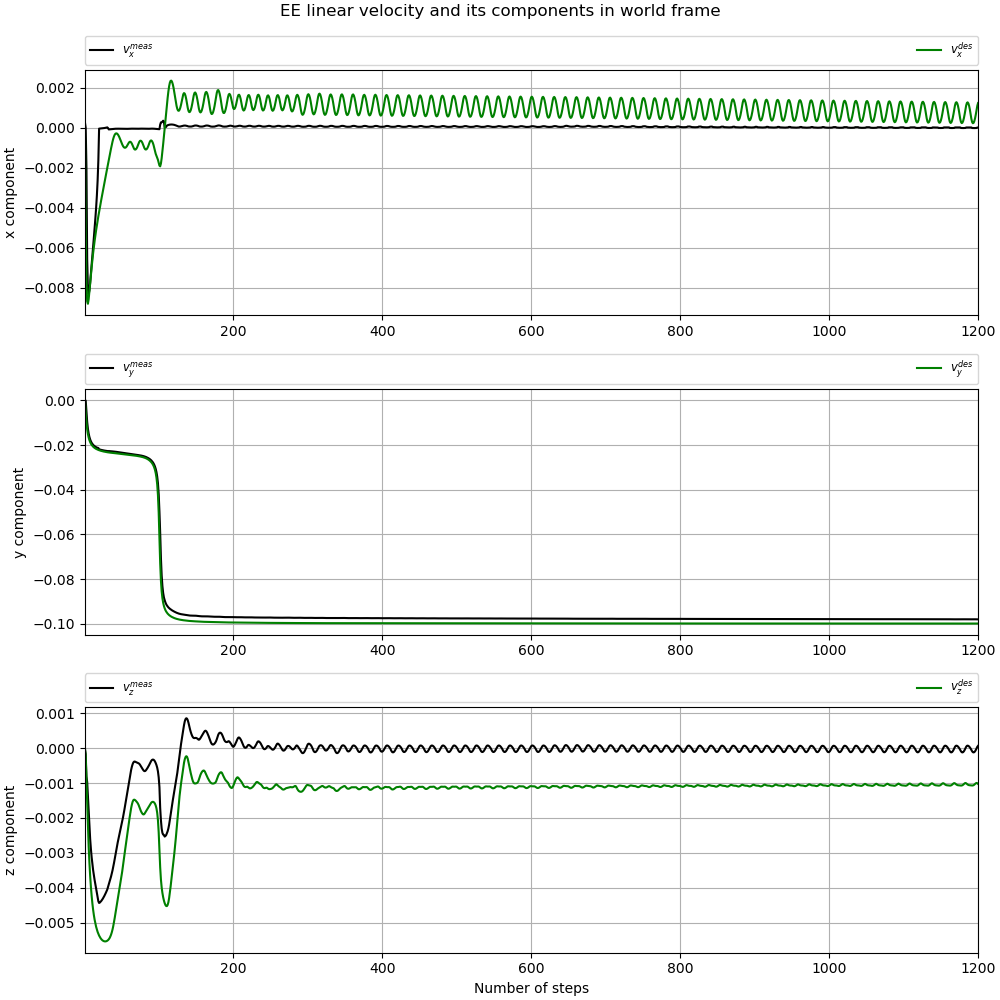 EE linear velocity and its components in world frame
v_x^meas v_x^des
0.002
0.000
−0.002
−0.004
−0.006
−0.008
x component
200 400 600 800 1000 1200
v_y^meas v_y^des
0.00
−0.02
−0.04
−0.06
−0.08
−0.10
y component
200 400 600 800 1000 1200
v_z^meas v_z^des
0.001
0.000
−0.001
−0.002
−0.003
−0.004
−0.005
z component
200 400 600 800 1000 1200
Number of steps